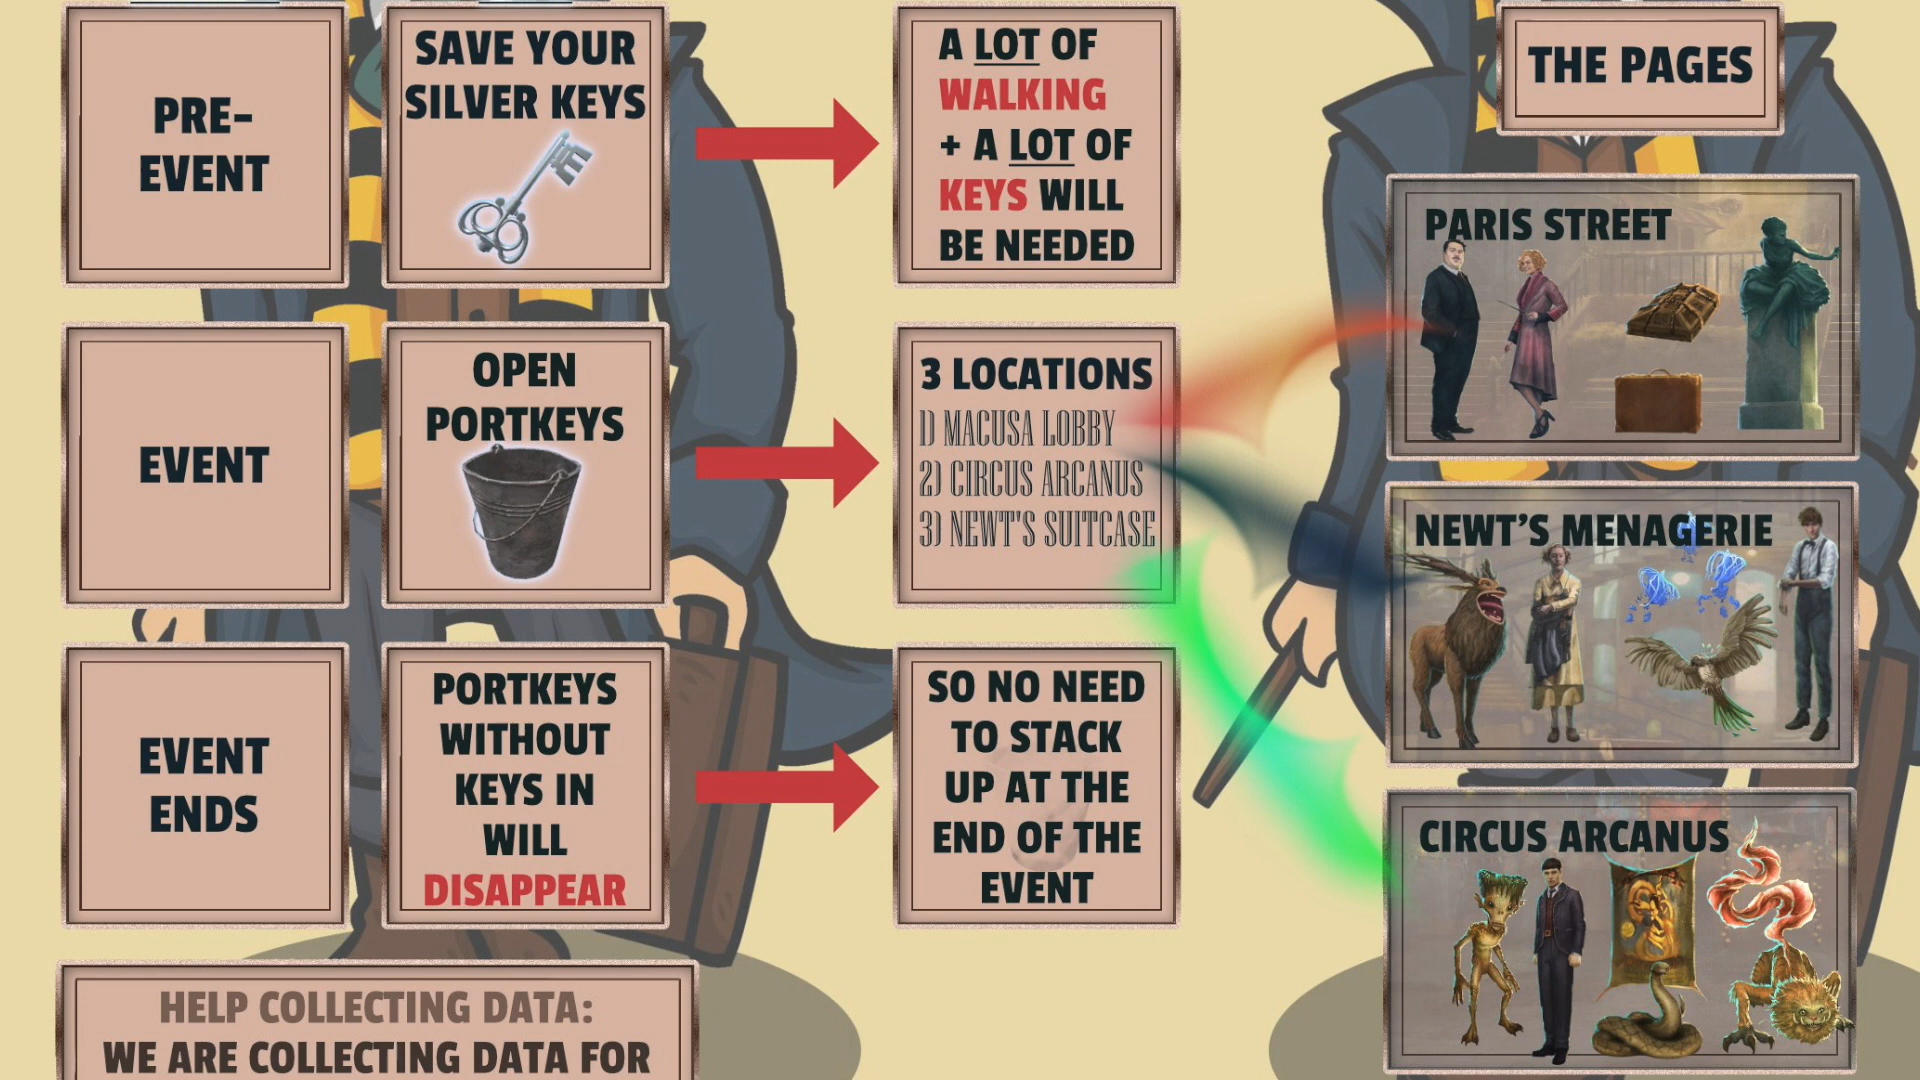 PRE-
EVENT
SAVE YOUR
SILVER KEYS
A LOT OF
WALKING
+ A LOT OF
KEYS WILL
BE NEEDED
EVENT
OPEN
PORTKEYS
3 LOCATIONS
1) MACUSA LOBBY
2) CIRCUS ARCANUS
3) NEWT'S SUITCASE
EVENT
ENDS
PORTKEYS
WITHOUT
KEYS IN
WILL
DISAPPEAR
SO NO NEED
TO STACK
UP AT THE
END OF THE
EVENT
HELP COLLECTING DATA:
WE ARE COLLECTING DATA FOR
THE PAGES
PARIS STREET
NEWT'S MENAGERIE
CIRCUS ARCANUS